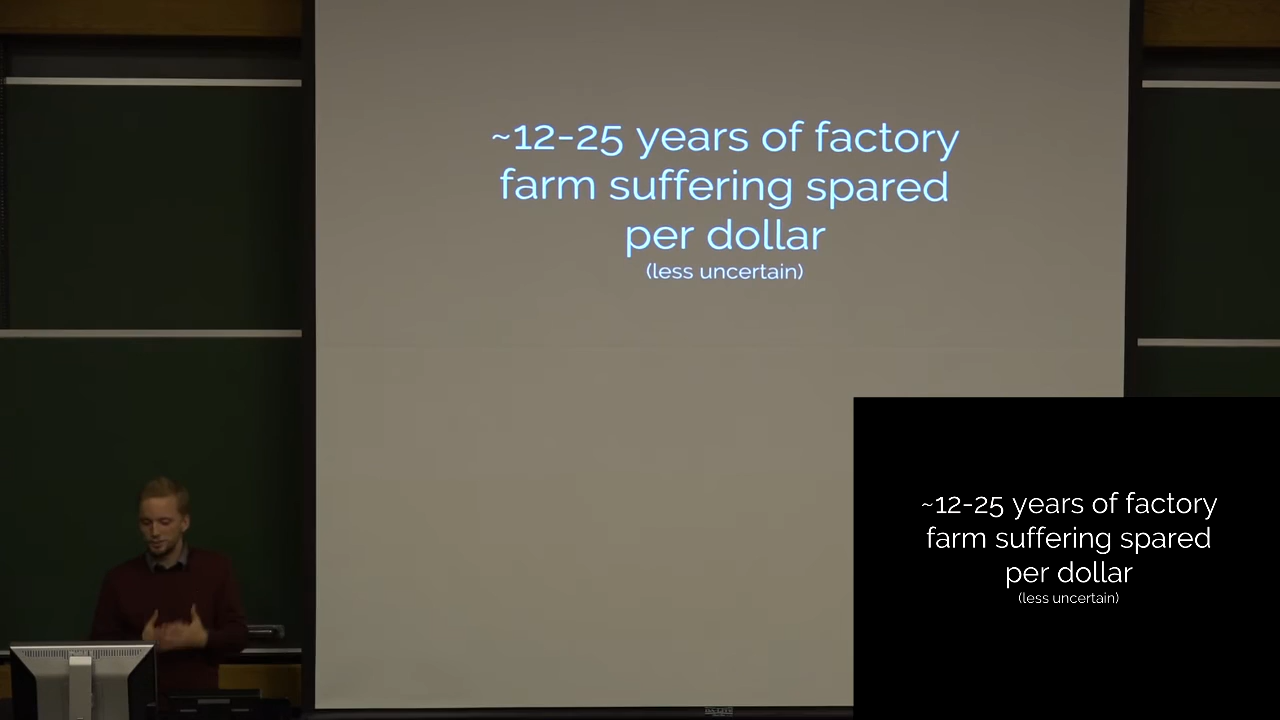 ~12-25 years of factory
farm suffering spared
per dollar
(less uncertain)
~12-25 years of factory
farm suffering spared
per dollar
(less uncertain)